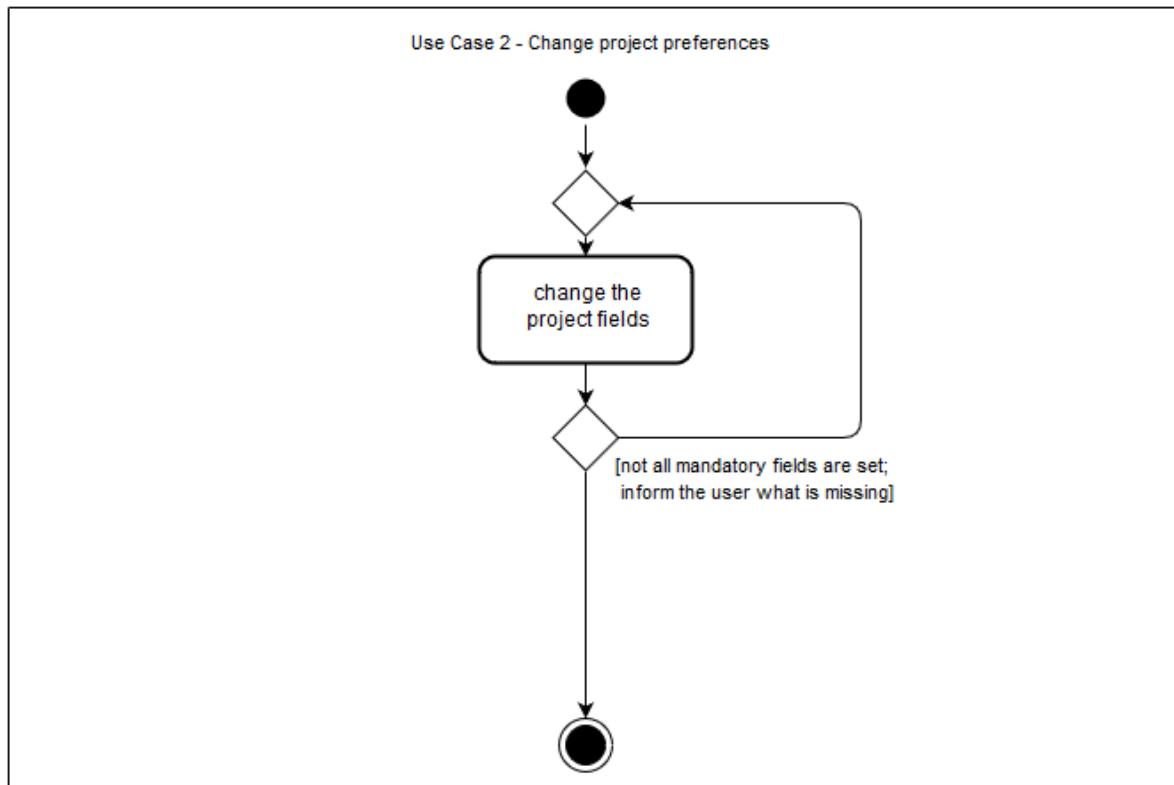 Use Case 2 - Change project preferences
change the
project fields
[not all mandatory fields are set;
inform the user what is missing]